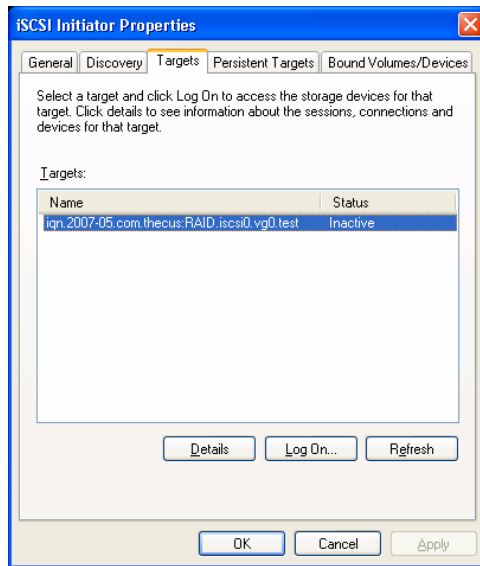 iSCSI Initiator Properties
General Discovery Targets Persistent Targets Bound Volumes/Devices
Select a target and click Log On to access the storage devices for that
target. Click details to see information about the sessions, connections and
devices for that target.
Targets:
Name Status
iqn.2007-05.com.thecus:RAID.iscsi0.vg0.test Inactive
Details Log On... Refresh
OK Cancel Apply